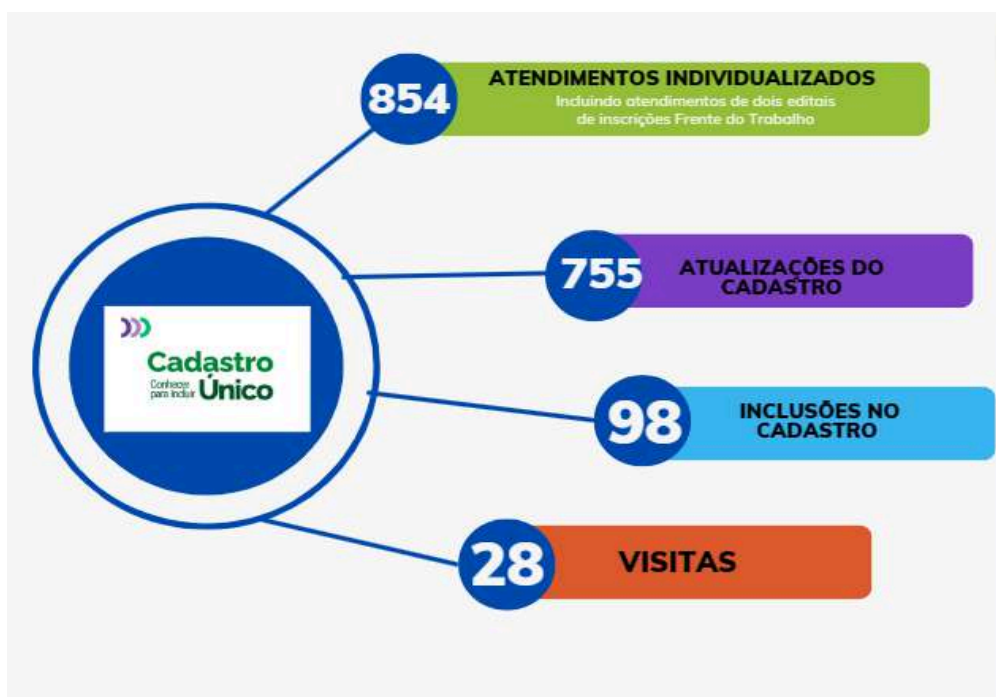 854
ATENDIMENTOS INDIVIDUALIZADOS
Incluindo atendimentos de dois editais
de inscrições Frente do Trabalho
755
ATUALIZAÇÕES DO
CADASTRO
Cadastro
Conhecer
para Incluir
Único
98
INCLUSÕES NO
CADASTRO
28
VISITAS